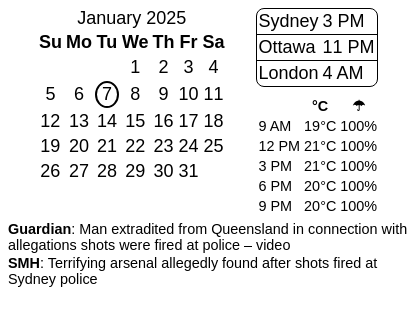 January 2025
Su Mo Tu We Th Fr Sa
1 2 3 4
5 6 7 8 9 10 11
12 13 14 15 16 17 18
19 20 21 22 23 24 25
26 27 28 29 30 31
Sydney 3 PM
Ottawa 11 PM
London 4 AM
°C ☂
9 AM 19°C 100%
12 PM 21°C 100%
3 PM 21°C 100%
6 PM 20°C 100%
9 PM 20°C 100%
Guardian: Man extradited from Queensland in connection with
allegations shots were fired at police – video
SMH: Terrifying arsenal allegedly found after shots fired at
Sydney police